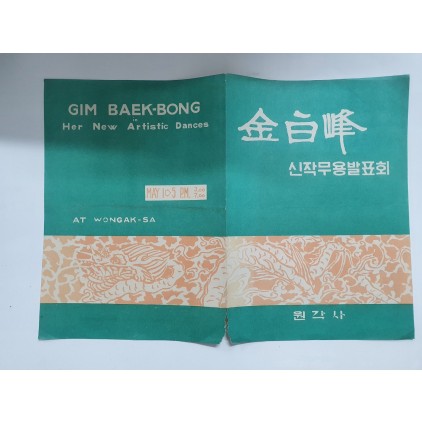 GIM BAEK-BONG
IN
Her New Artistic Dances
AT WONGAK-SA
金白峰
신작무용발표회
원각사